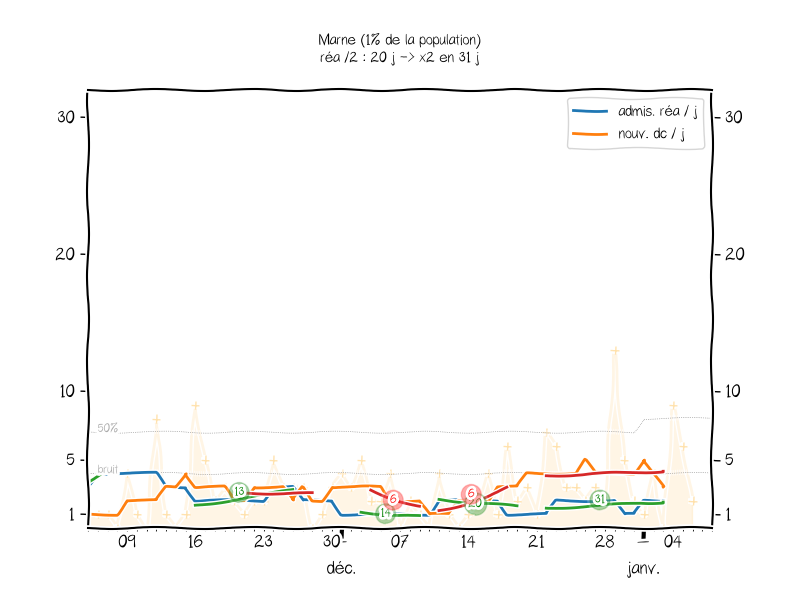 Marne (1% de la population)
réa /2 : 20 j -> x2 en 31 j
admis. réa / j
nouv. dc / j
30 30
20 20
10 10
5 5
1 1
50%
bruit
13 6 14 6 20 31
09 16 23 30 07 14 21 28 04
déc. janv.